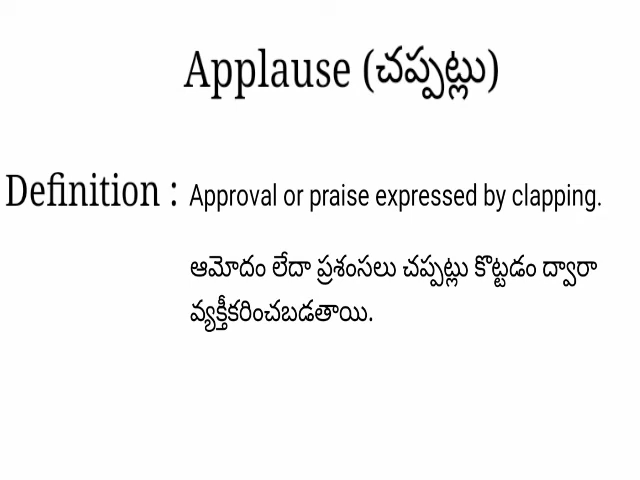 Applause (చప్పట్లు)
Definition : Approval or praise expressed by clapping.
ఆమోదం లేదా ప్రశంసలు చప్పట్లు కొట్టడం ద్వారా
వ్యక్తీకరించబడతాయి.